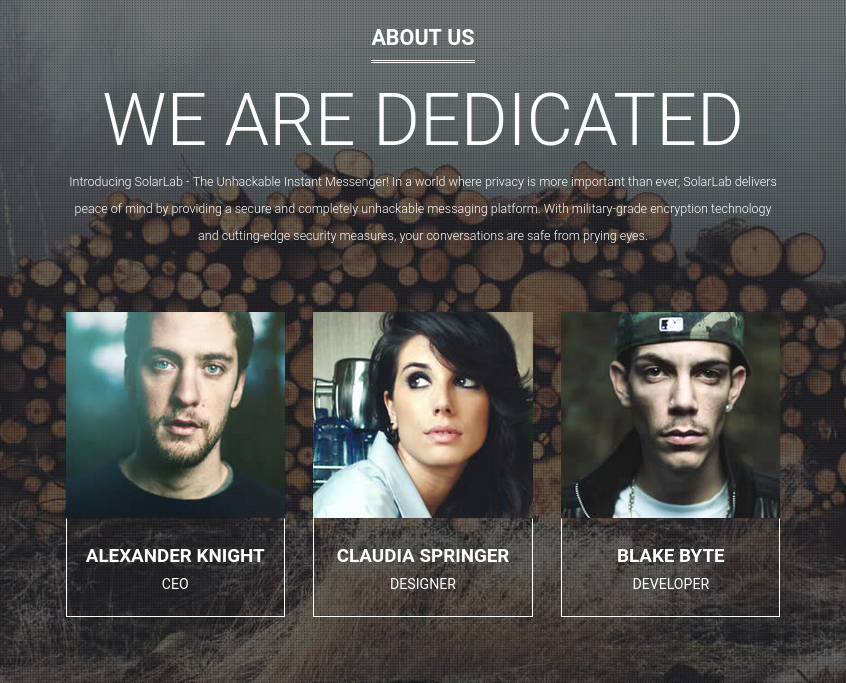 ABOUT US
WE ARE DEDICATED
Introducing SolarLab - The Unhackable Instant Messenger! In a world where privacy is more important than ever, SolarLab delivers
peace of mind by providing a secure and completely unhackable messaging platform. With military-grade encryption technology
and cutting-edge security measures, your conversations are safe from prying eyes.
ALEXANDER KNIGHT
CEO
CLAUDIA SPRINGER
DESIGNER
BLAKE BYTE
DEVELOPER